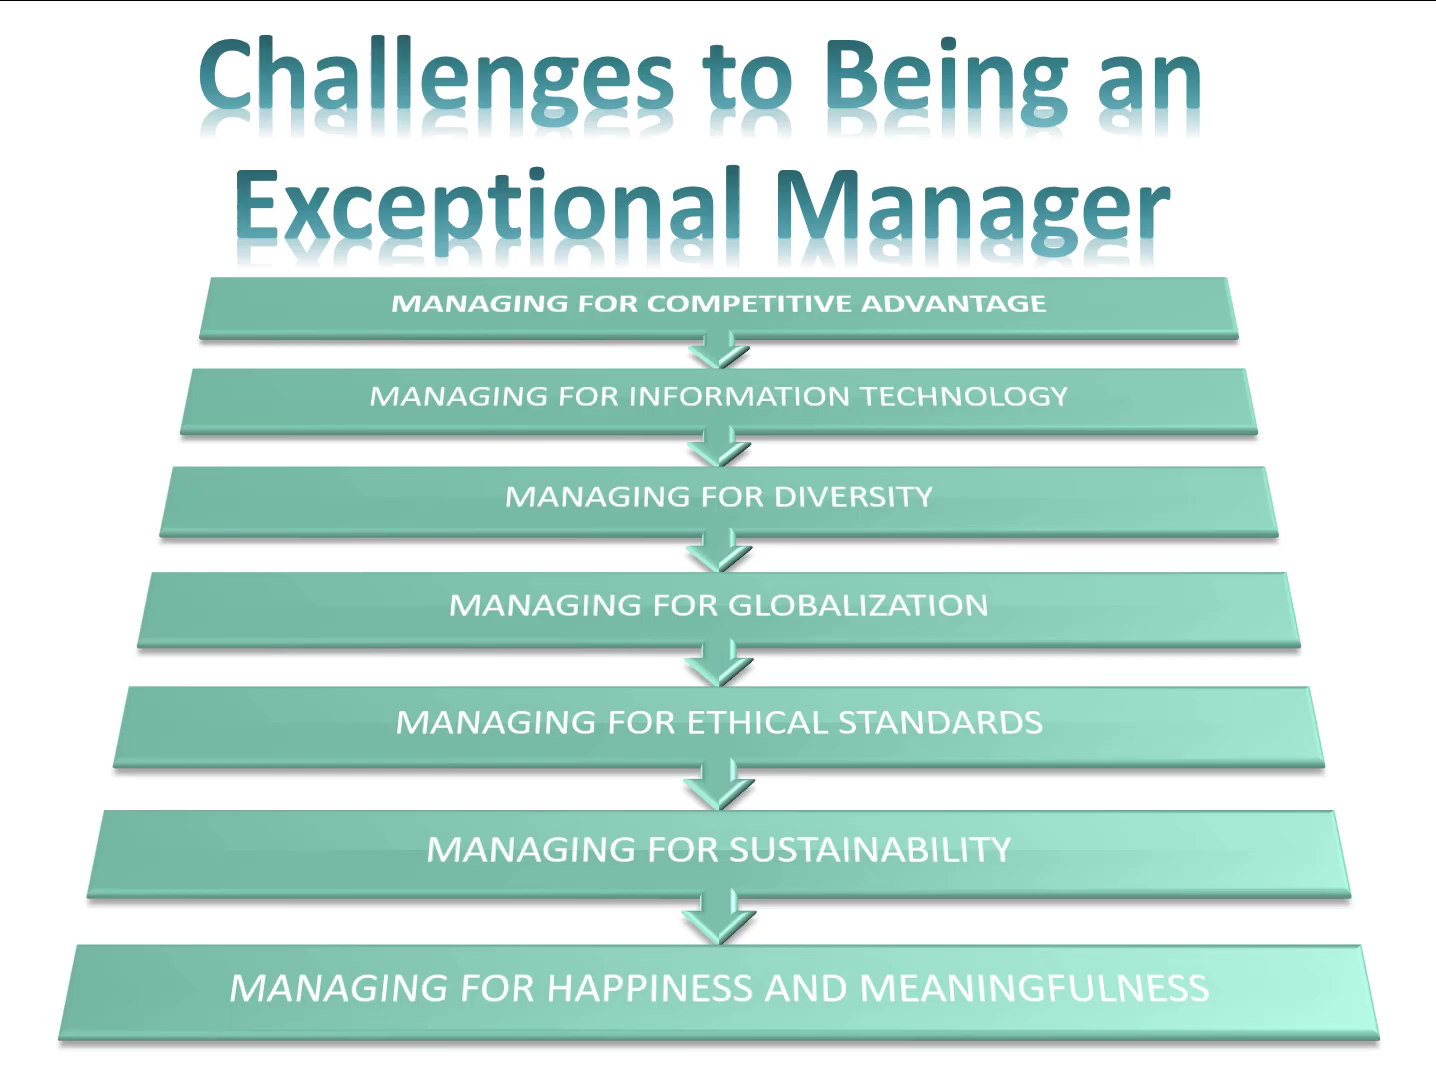 Challenges to Being an
Exceptional Manager
MANAGING FOR COMPETITIVE ADVANTAGE
MANAGING FOR INFORMATION TECHNOLOGY
MANAGING FOR DIVERSITY
MANAGING FOR GLOBALIZATION
MANAGING FOR ETHICAL STANDARDS
MANAGING FOR SUSTAINABILITY
MANAGING FOR HAPPINESS AND MEANINGFULNESS